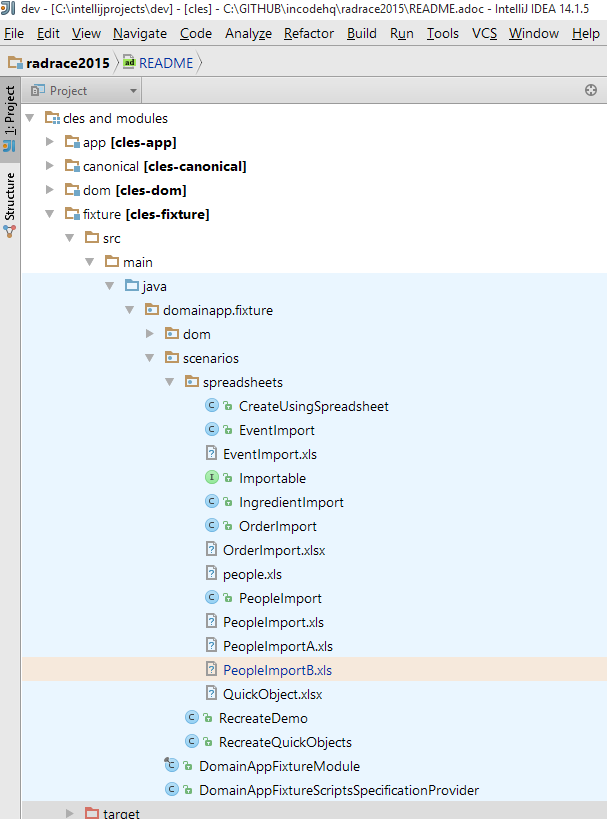 dev - [C:\intellijprojects\dev] - [cles] - C:\GITHUB\incodehq\radrace2015\README.adoc - IntelliJ IDEA 14.1.5
File Edit View Navigate Code Analyze Refactor Build Run Tools VCS Window Help
radrace2015 ad README
1: Project
Structure
Project
cles and modules
app [cles-app]
canonical [cles-canonical]
dom [cles-dom]
fixture [cles-fixture]
src
main
java
domainapp.fixture
dom
scenarios
spreadsheets
C CreateUsingSpreadsheet
C EventImport
? EventImport.xls
I Importable
C IngredientImport
C OrderImport
? OrderImport.xlsx
? people.xls
C PeopleImport
? PeopleImport.xls
? PeopleImportA.xls
? PeopleImportB.xls
? QuickObject.xlsx
C RecreateDemo
C RecreateQuickObjects
C DomainAppFixtureModule
C DomainAppFixtureScriptsSpecificationProvider
target